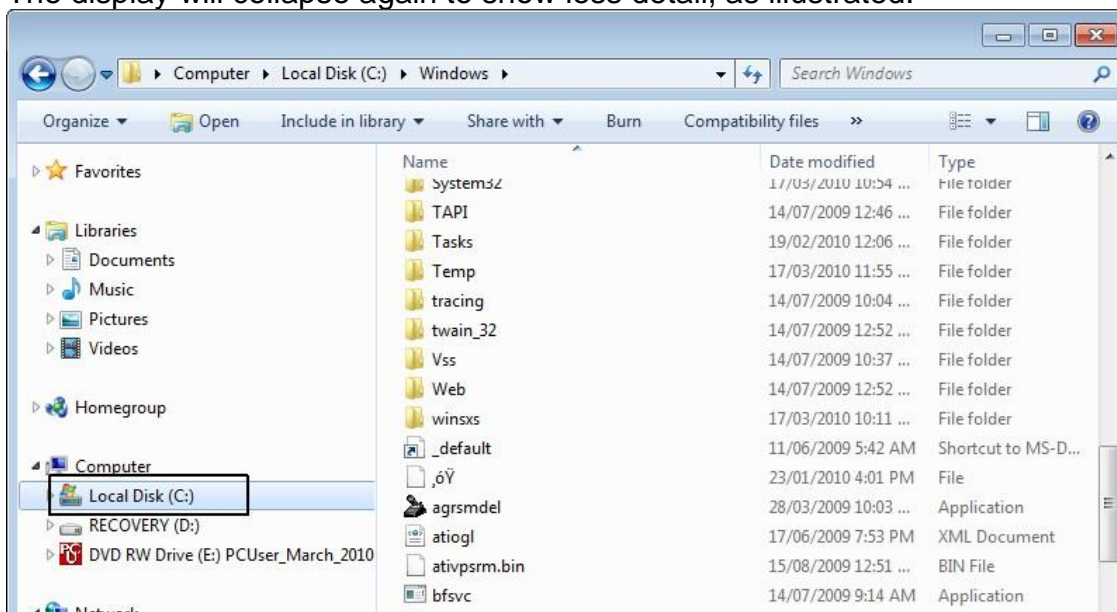 The display will collapse again to show less detail, as illustrated.
Computer Local Disk (C:) Windows
Search Windows
Organize Open Include in library Share with Burn Compatibility files »
Favorites
Libraries
Documents
Music
Pictures
Videos
Homegroup
Computer
Local Disk (C:)
RECOVERY (D:)
DVD RW Drive (E:) PCUser_March_2010
Network
Name Date modified Type
System32 17/03/2010 10:54 ... File folder
TAPI 14/07/2009 12:46 ... File folder
Tasks 19/02/2010 12:06 ... File folder
Temp 17/03/2010 11:55 ... File folder
tracing 14/07/2009 10:04 ... File folder
twain_32 14/07/2009 12:52 ... File folder
Vss 14/07/2009 10:37 ... File folder
Web 14/07/2009 12:52 ... File folder
winsxs 17/03/2010 10:11 ... File folder
_default 11/06/2009 5:42 AM Shortcut to MS-D...
,óŸ 23/01/2010 4:01 PM File
agrsmdel 28/03/2009 10:03 ... Application
atiogl 17/06/2009 7:53 PM XML Document
ativpsrm.bin 15/08/2009 12:51 ... BIN File
bfsvc 14/07/2009 9:14 AM Application